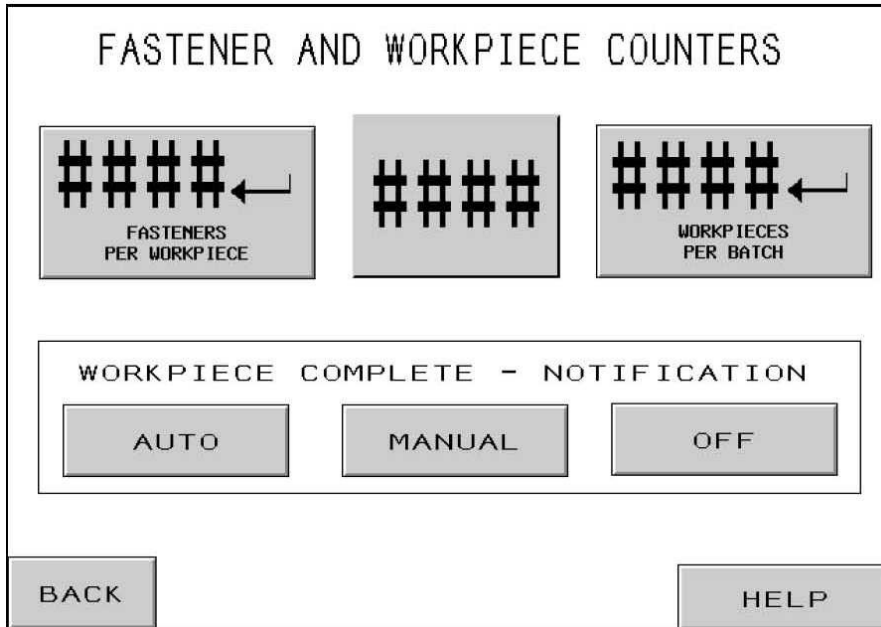 FASTENER AND WORKPIECE COUNTERS
####
FASTENERS
PER WORKPIECE
####
####
WORKPIECES
PER BATCH
WORKPIECE COMPLETE - NOTIFICATION
AUTO
MANUAL
OFF
BACK
HELP